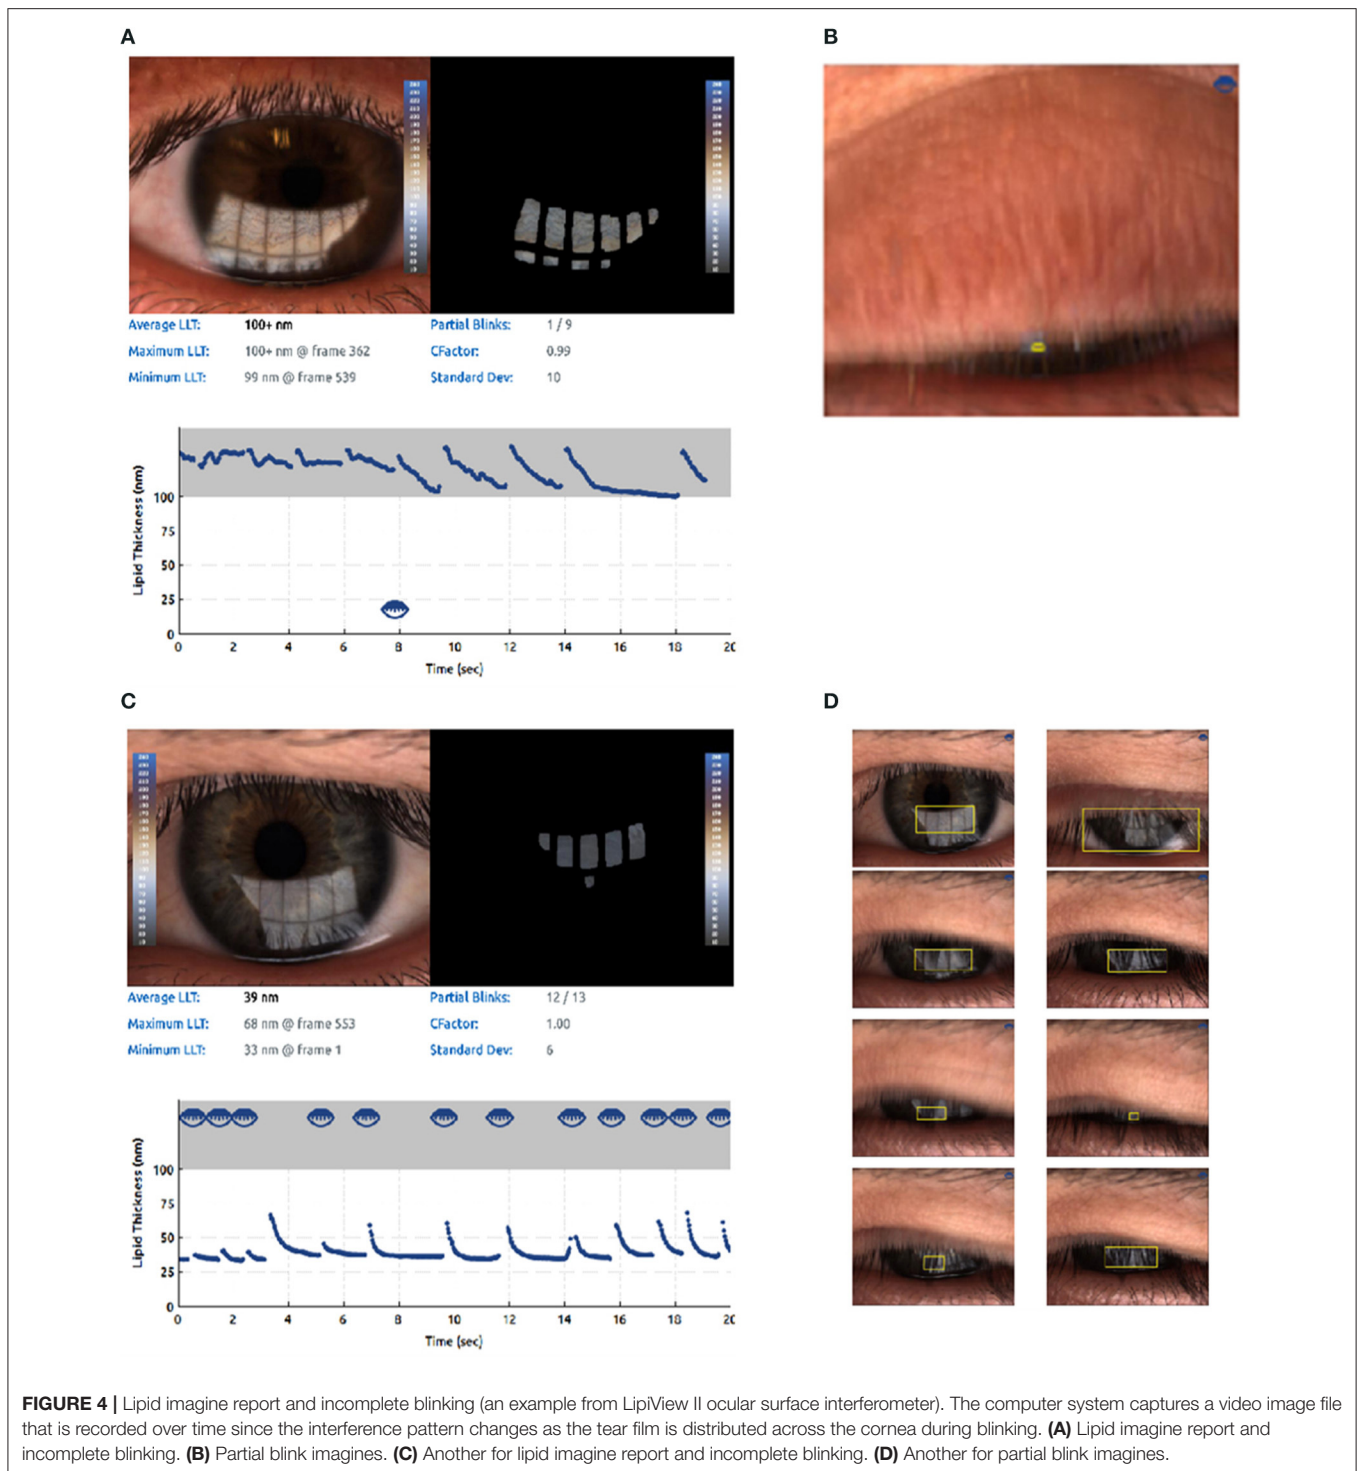 A
B
Average LLT: 100+ nm Partial Blinks: 1 / 9
Maximum LLT: 100+ nm @ frame 362 CFactor: 0.99
Minimum LLT: 99 nm @ frame 539 Standard Dev: 10
Lipid Thickness (nm)
100
75
50
25
0
0 2 4 6 8 10 12 14 16 18 20
Time (sec)
C
D
Average LLT: 39 nm Partial Blinks: 12 / 13
Maximum LLT: 68 nm @ frame 553 CFactor: 1.00
Minimum LLT: 33 nm @ frame 1 Standard Dev: 6
Lipid Thickness (nm)
100
75
50
25
0
0 2 4 6 8 10 12 14 16 18 20
Time (sec)
FIGURE 4 | Lipid imagine report and incomplete blinking (an example from LipiView II ocular surface interferometer). The computer system captures a video image file
that is recorded over time since the interference pattern changes as the tear film is distributed across the cornea during blinking. (A) Lipid imagine report and
incomplete blinking. (B) Partial blink imagines. (C) Another for lipid imagine report and incomplete blinking. (D) Another for partial blink imagines.